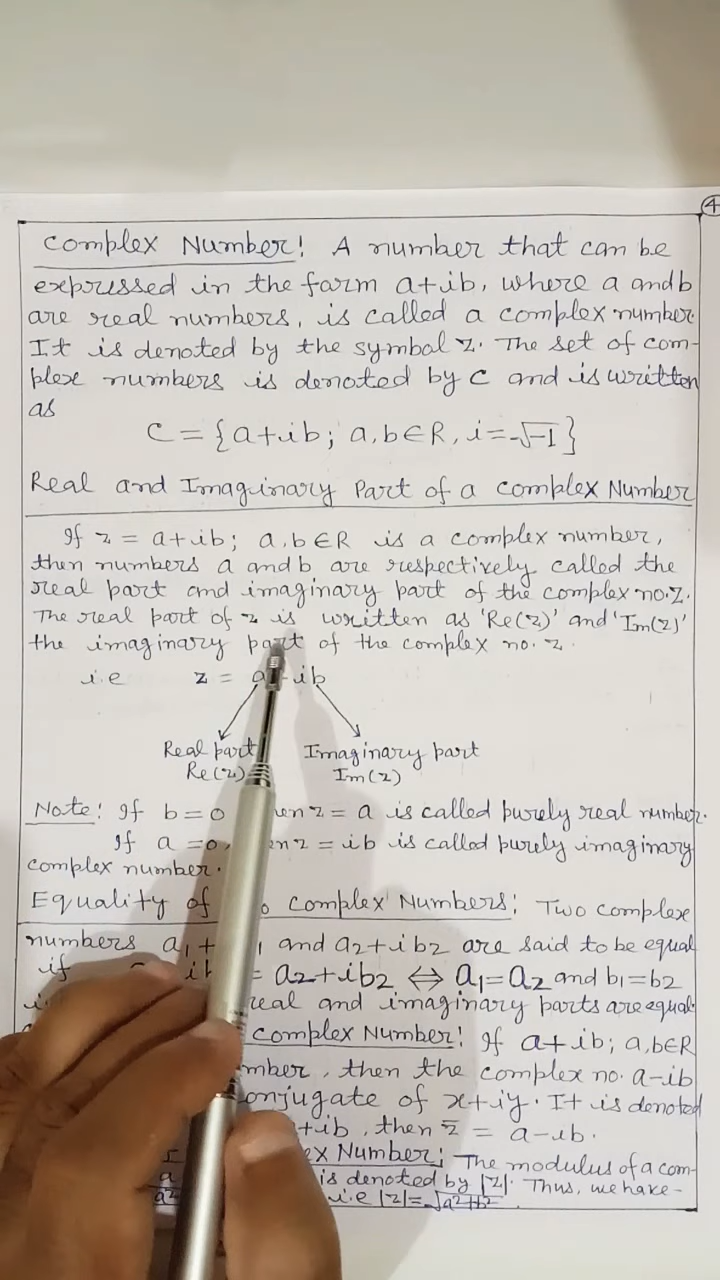 4
Complex Number! A number that can be
expressed in the farm a+ib, where a and b
are real numbers, is called a complex number
It is denoted by the symbol z. The set of com-
plex numbers is denoted by C and is written
as
C = {a+ib; a,b∈R, i=√-1}
Real and Imaginary Part of a complex Number
If z = a+ib; a,b∈R is a complex number,
then numbers a and b are respectively called the
real part and imaginary part of the complex no.z.
The real part of z is written as 'Re(z)' and 'Im(z)'
the imaginary part of the complex no. z.
i.e z = a ib
Real part Imaginary part
Re(z) Im(z)
Note! If b=0 z = a is called purely real number.
If a =0, z = ib is called purely imaginary
complex number.
Equality of complex Numbers! Two complex
numbers a1+ and a2+ib2 are said to be equal
if = a2+ib2 ⇔ a1=a2 and b1=b2
real and imaginary parts are equal
complex Number! If a+ib; a,b∈R
then the complex no. a-ib
of x+iy. It is denoted
+ib, then z̄ = a-ib.
Number; The modulus of a com-
is denoted by |z|. Thus, we have-
i.e |z|=√a²+b²